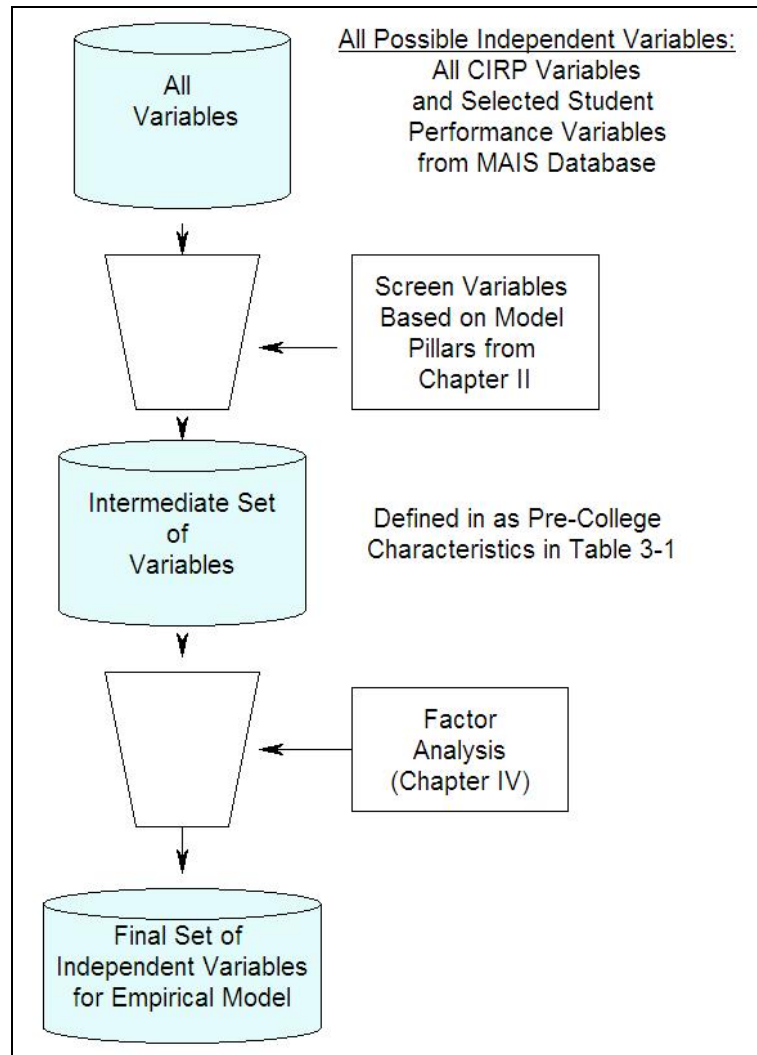 All
Variables
All Possible Independent Variables:
All CIRP Variables
and Selected Student
Performance Variables
from MAIS Database
Screen Variables
Based on Model
Pillars from
Chapter II
Intermediate Set
of
Variables
Defined in as Pre-College
Characteristics in Table 3-1
Factor
Analysis
(Chapter IV)
Final Set of
Independent Variables
for Empirical Model